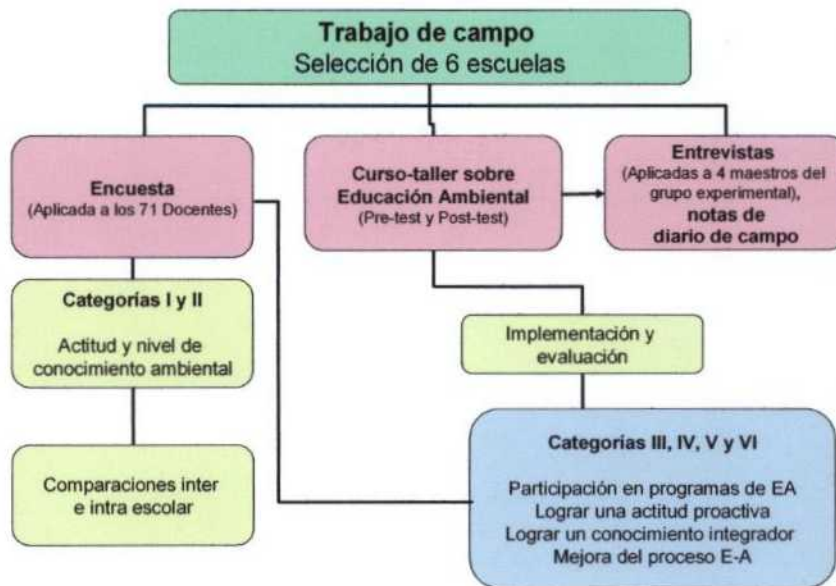 Trabajo de campo
Selección de 6 escuelas
Encuesta
(Aplicada a los 71 Docentes)
Curso-taller sobre
Educación Ambiental
(Pre-test y Post-test)
Entrevistas
(Aplicadas a 4 maestros del
grupo experimental),
notas de
diario de campo
Categorías I y II
Actitud y nivel de
conocimiento ambiental
Implementación y
evaluación
Comparaciones inter
e intra escolar
Categorías III, IV, V y VI
Participación en programas de EA
Lograr una actitud proactiva
Lograr un conocimiento integrador
Mejora del proceso E-A